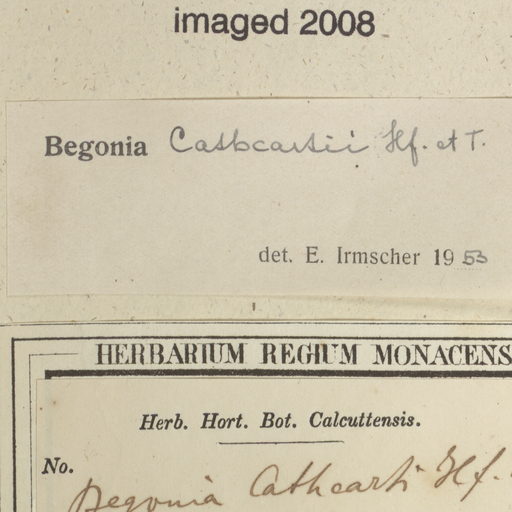 imaged 2008
Begonia Cathcartii Hf. et T.
det. E. Irmscher 1953
HERBARIUM REGIUM MONACENS
Herb. Hort. Bot. Calcuttensis.
No.
Begonia Cathcarti Hf.